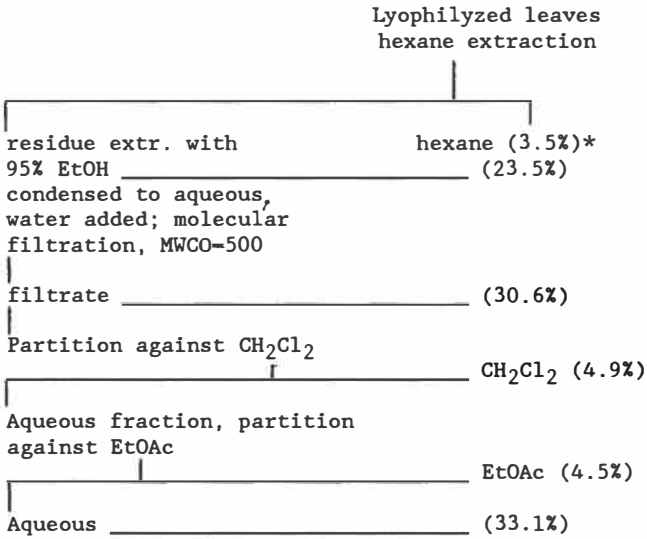 Lyophilyzed leaves
hexane extraction
residue extr. with hexane (3.5%)*
95% EtOH (23.5%)
condensed to aqueous,
water added; molecular
filtration, MWCO=500
filtrate (30.6%)
Partition against CH₂Cl₂
CH₂Cl₂ (4.9%)
Aqueous fraction, partition
against EtOAc
EtOAc (4.5%)
Aqueous (33.1%)